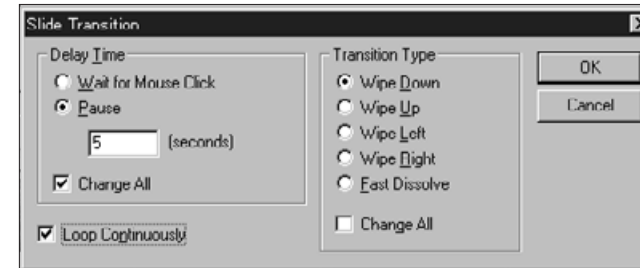 Slide Transition
Delay Time
Wait for Mouse Click
Pause
5 (seconds)
Change All
Loop Continuously
Transition Type
Wipe Down
Wipe Up
Wipe Left
Wipe Right
Fast Dissolve
Change All
OK
Cancel